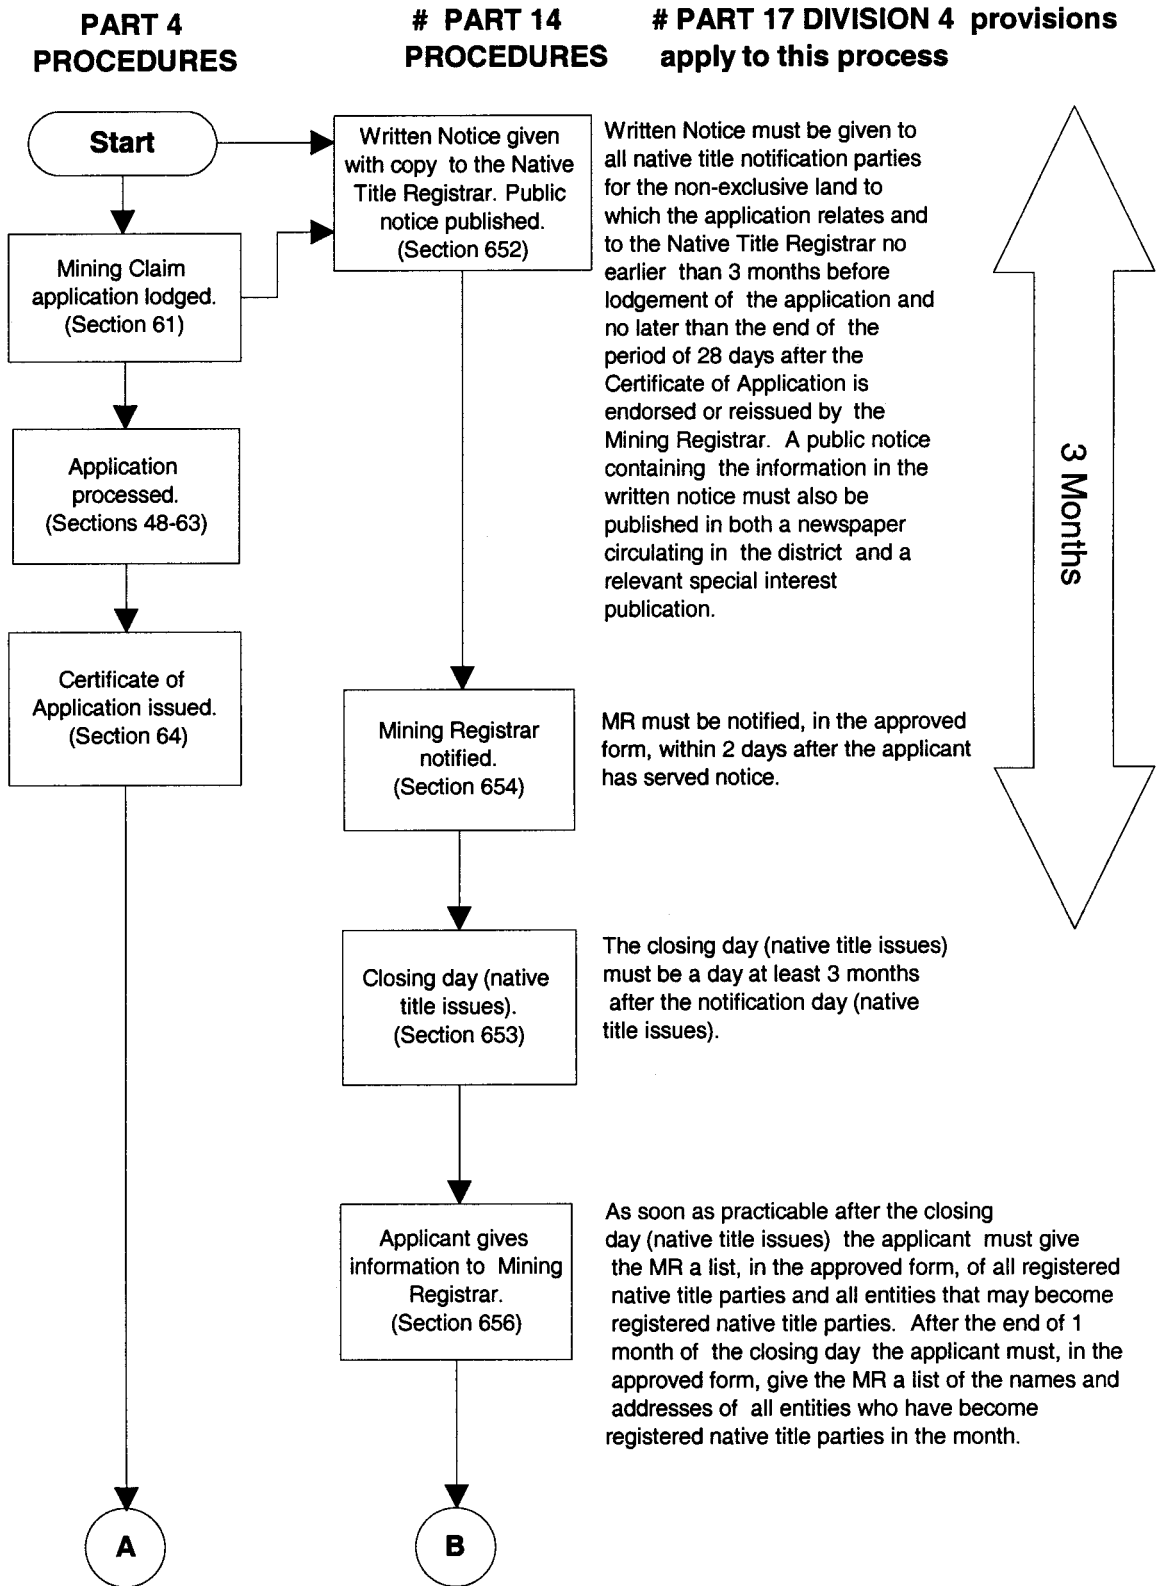 PART 4
PROCEDURES
# PART 14
PROCEDURES
# PART 17 DIVISION 4 provisions
apply to this process
Start
Mining Claim
application lodged.
(Section 61)
Application
processed.
(Sections 48-63)
Certificate of
Application issued.
(Section 64)
A
Written Notice given
with copy to the Native
Title Registrar. Public
notice published.
(Section 652)
Written Notice must be given to
all native title notification parties
for the non-exclusive land to
which the application relates and
to the Native Title Registrar no
earlier than 3 months before
lodgement of the application and
no later than the end of the
period of 28 days after the
Certificate of Application is
endorsed or reissued by the
Mining Registrar. A public notice
containing the information in the
written notice must also be
published in both a newspaper
circulating in the district and a
relevant special interest
publication.
3 Months
Mining Registrar
notified.
(Section 654)
MR must be notified, in the approved
form, within 2 days after the applicant
has served notice.
Closing day (native
title issues).
(Section 653)
The closing day (native title issues)
must be a day at least 3 months
after the notification day (native
title issues).
Applicant gives
information to Mining
Registrar.
(Section 656)
As soon as practicable after the closing
day (native title issues) the applicant must give
the MR a list, in the approved form, of all registered
native title parties and all entities that may become
registered native title parties. After the end of 1
month of the closing day the applicant must, in the
approved form, give the MR a list of the names and
addresses of all entities who have become
registered native title parties in the month.
B